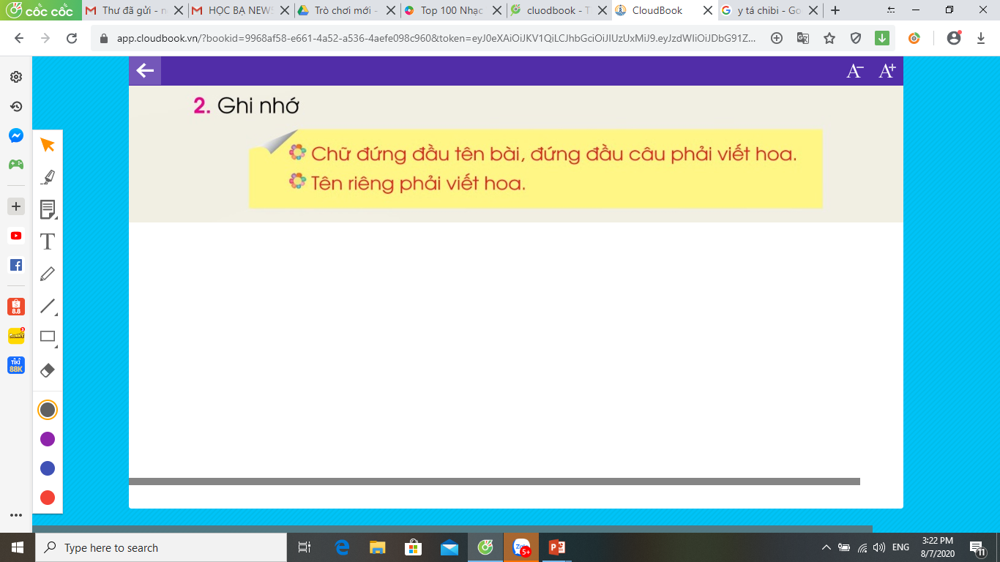 cốc cốc
Thư đã gửi - n
HỌC BẠ NEWS
Trò chơi mới -
Top 100 Nhạc
cluodbook - T
CloudBook
y tá chibi - Go
app.cloudbook.vn/?bookid=9968af58-e661-4a52-a536-4aefe098c960&token=eyJ0eXAiOiJKV1QiLCJhbGciOiJIUzUxMiJ9.eyJzdWIiOiJDbG91Z...
A⁻ A⁺
2. Ghi nhớ
Chữ đứng đầu tên bài, đứng đầu câu phải viết hoa.
Tên riêng phải viết hoa.
T
8.8
TIKI
88K
Type here to search
Zalo
5+
ENG
3:22 PM
8/7/2020
11